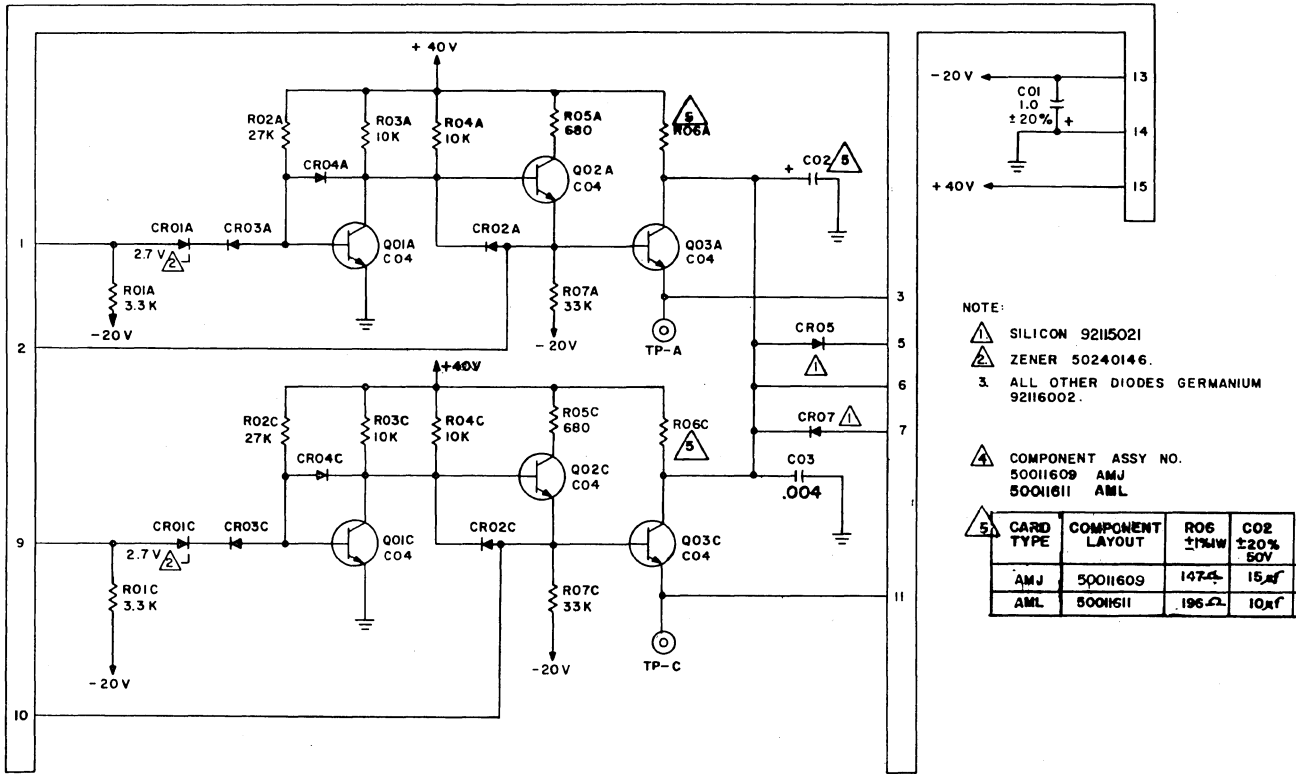 + 40V
R02A
27K
R03A
10K
R04A
10K
R05A
680
5
R06A
CR04A
Q02A
C04
+
C02
5
1
CR01A
CR03A
2.7 V
2
Q01A
C04
CR02A
Q03A
C04
R01A
3.3 K
-20V
R07A
33K
-20V
3
TP-A
CR05
1
5
2
+40V
6
R02C
27K
R03C
10K
R04C
10K
R05C
680
R06C
5
CR07
1
7
CR04C
Q02C
C04
C03
.004
9
CR01C
CR03C
2.7 V
2
Q01C
C04
CR02C
Q03C
C04
R01C
3.3 K
-20V
R07C
33K
-20V
11
TP-C
10
-20V
C01
1.0
±20%
+
13
14
+40V
15
NOTE:
1 SILICON 92115021
2. ZENER 50240146.
3. ALL OTHER DIODES GERMANIUM
92116002.
4 COMPONENT ASSY NO.
50011609 AMJ
50011611 AML
5
CARD TYPE COMPONENT LAYOUT R06 ±1%1W C02 ±20% 50V
AMJ 50011609 147Ω 15µf
AML 50011611 196Ω 10µf